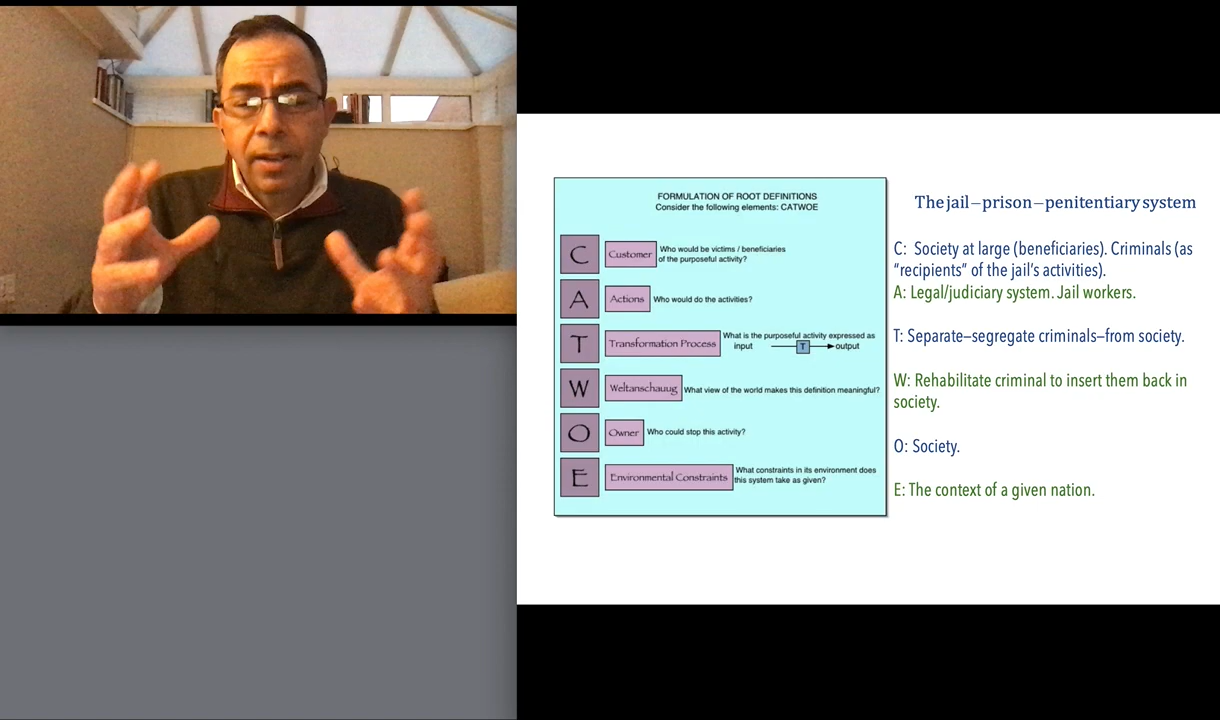 FORMULATION OF ROOT DEFINITIONS
Consider the following elements: CATWOE
C
Customer
Who would be victims / beneficiaries
of the purposeful activity?
A
Actions
Who would do the activities?
T
Transformation Process
What is the purposeful activity expressed as
input T output
W
Weltanschauug
What view of the world makes this definition meaningful?
O
Owner
Who could stop this activity?
E
Environmental Constraints
What constraints in its environment does
this system take as given?
The jail–prison–penitentiary system
C: Society at large (beneficiaries). Criminals (as
“recipients” of the jail’s activities).
A: Legal/judiciary system. Jail workers.
T: Separate–segregate criminals–from society.
W: Rehabilitate criminal to insert them back in
society.
O: Society.
E: The context of a given nation.